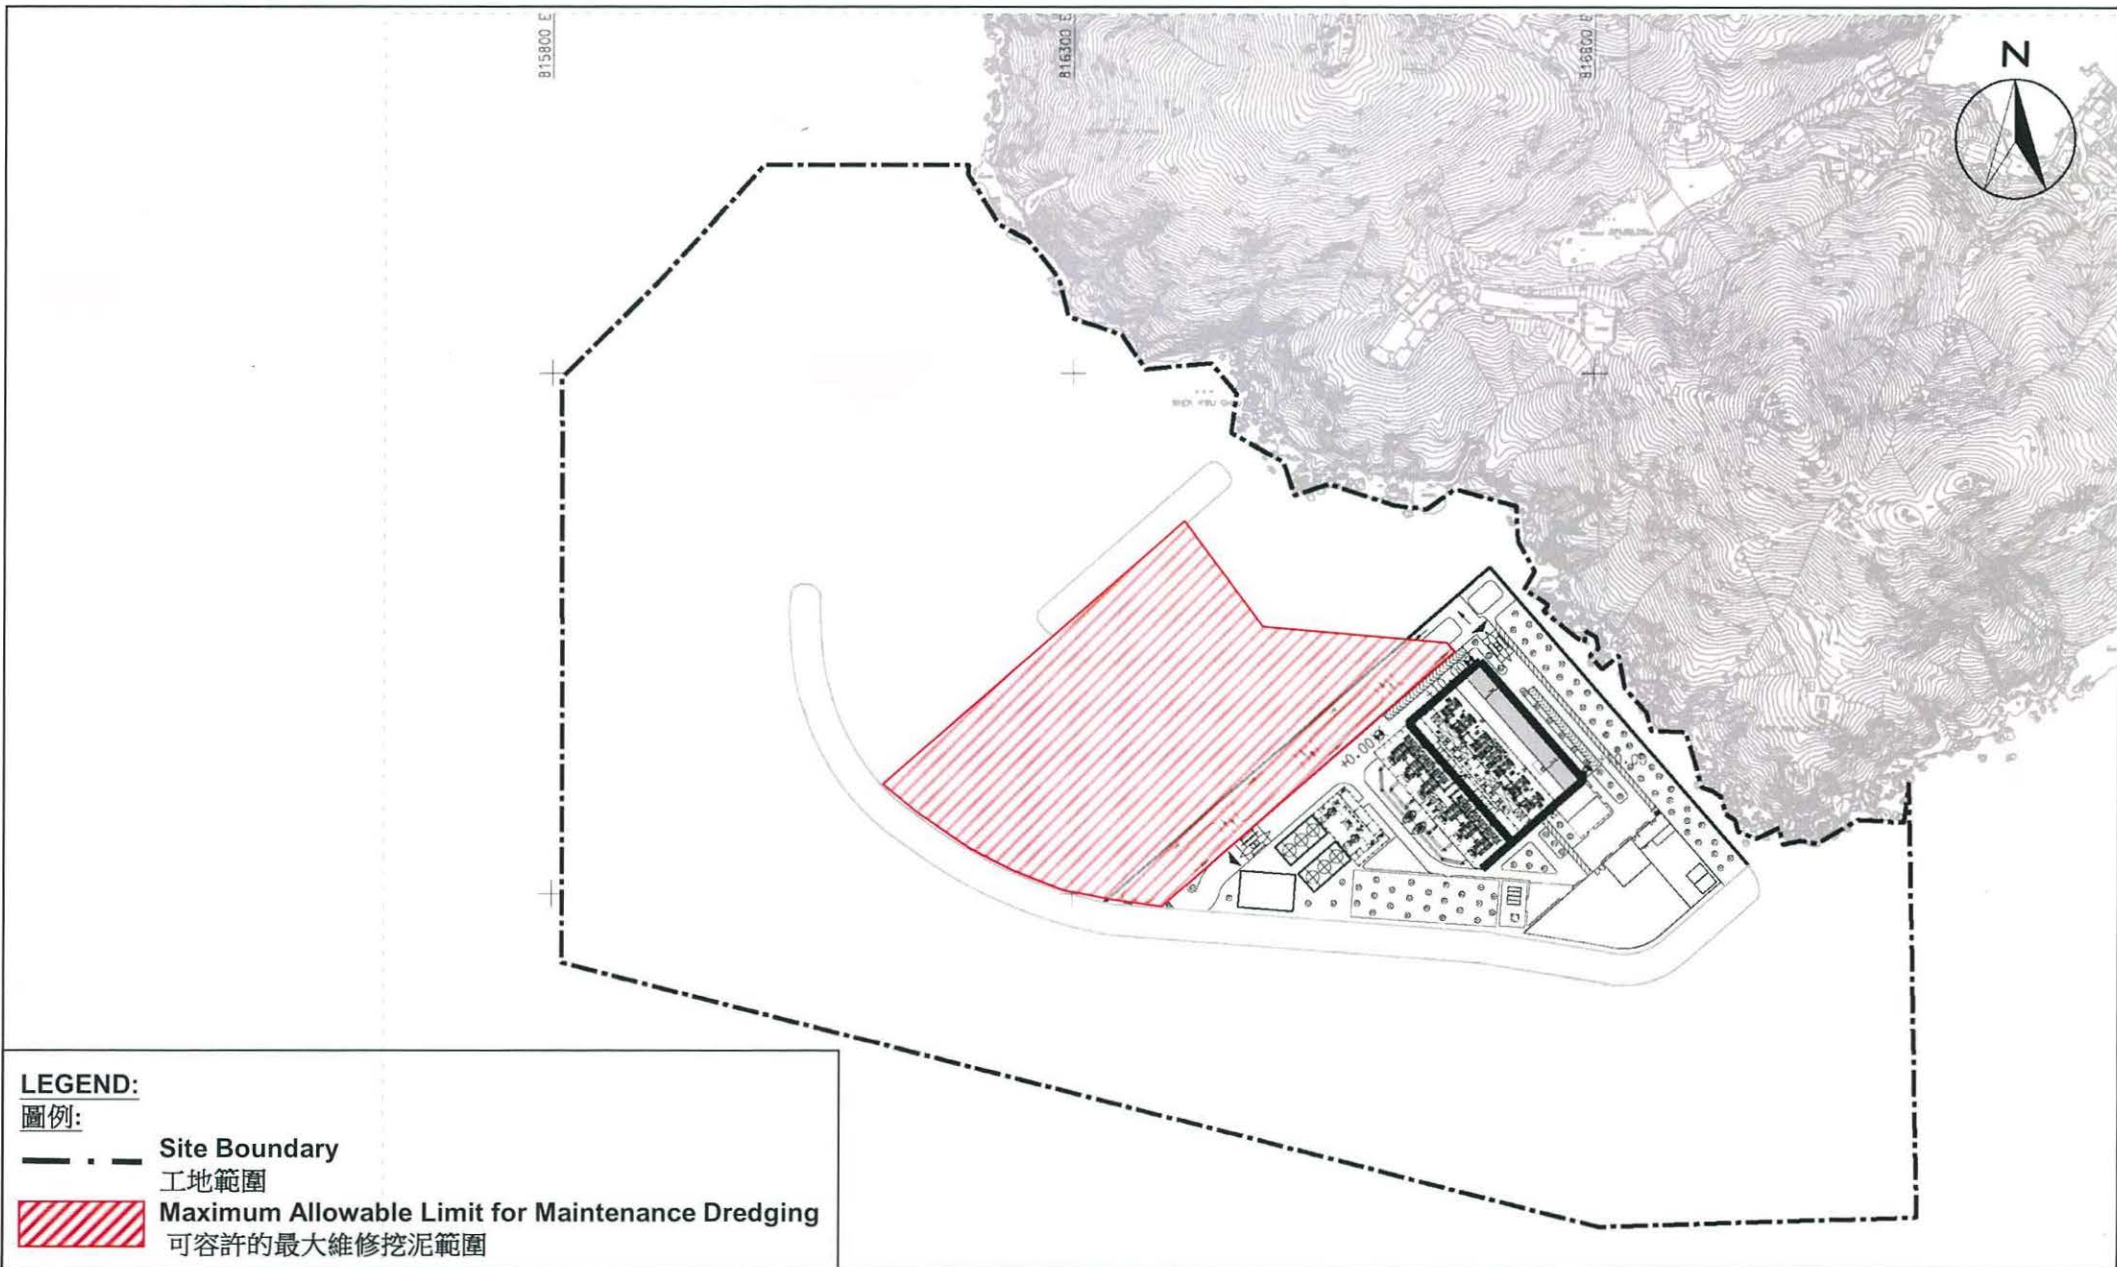 815800 E
816300 E
816800 E
N
+0.00
LEGEND:
圖例:
Site Boundary
工地範圍
Maximum Allowable Limit for Maintenance Dredging
可容許的最大維修挖泥範圍